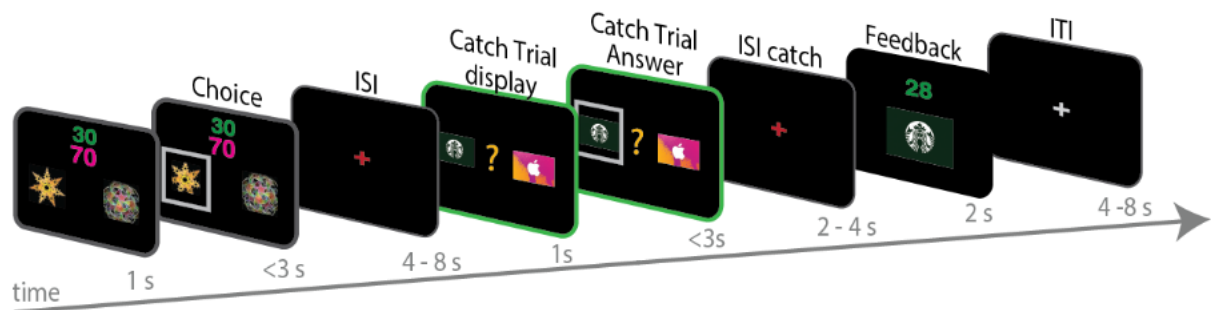 30
70
1 s
Choice
30
70
<3 s
ISI
4 - 8 s
Catch Trial
display
?
1s
Catch Trial
Answer
?
<3s
ISI catch
2 - 4 s
Feedback
28
2 s
ITI
4 -8 s
time